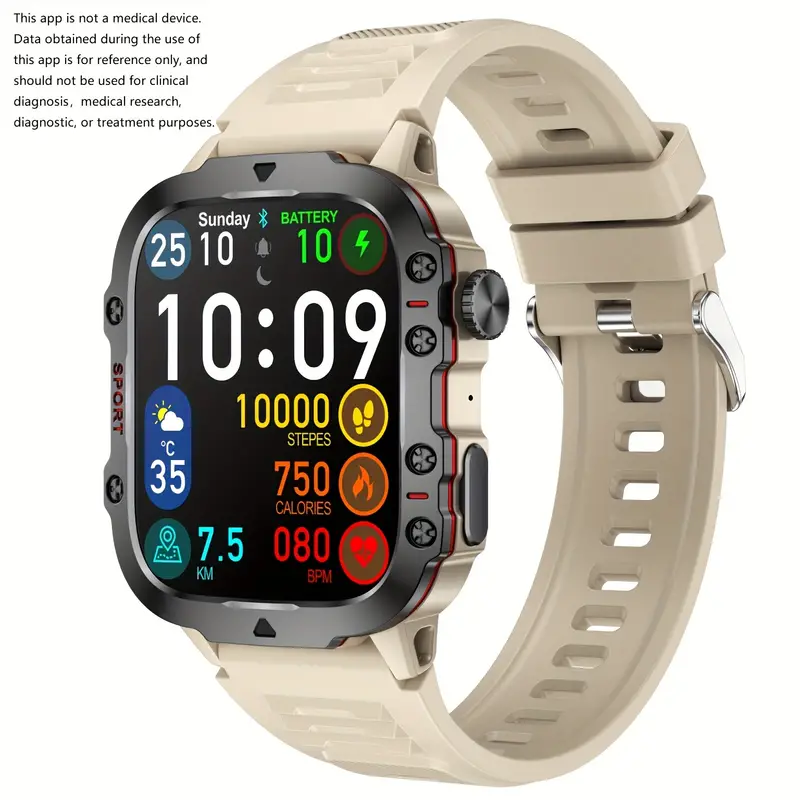 This app is not a medical device.
Data obtained during the use of
this app is for reference only, and
should not be used for clinical
diagnosis, medical research,
diagnostic, or treatment purposes.
Sunday BATTERY
25 10 10
10:09
SPORT
10000
STEPES
°C
35
750
CALORIES
7.5
KM
080
BPM